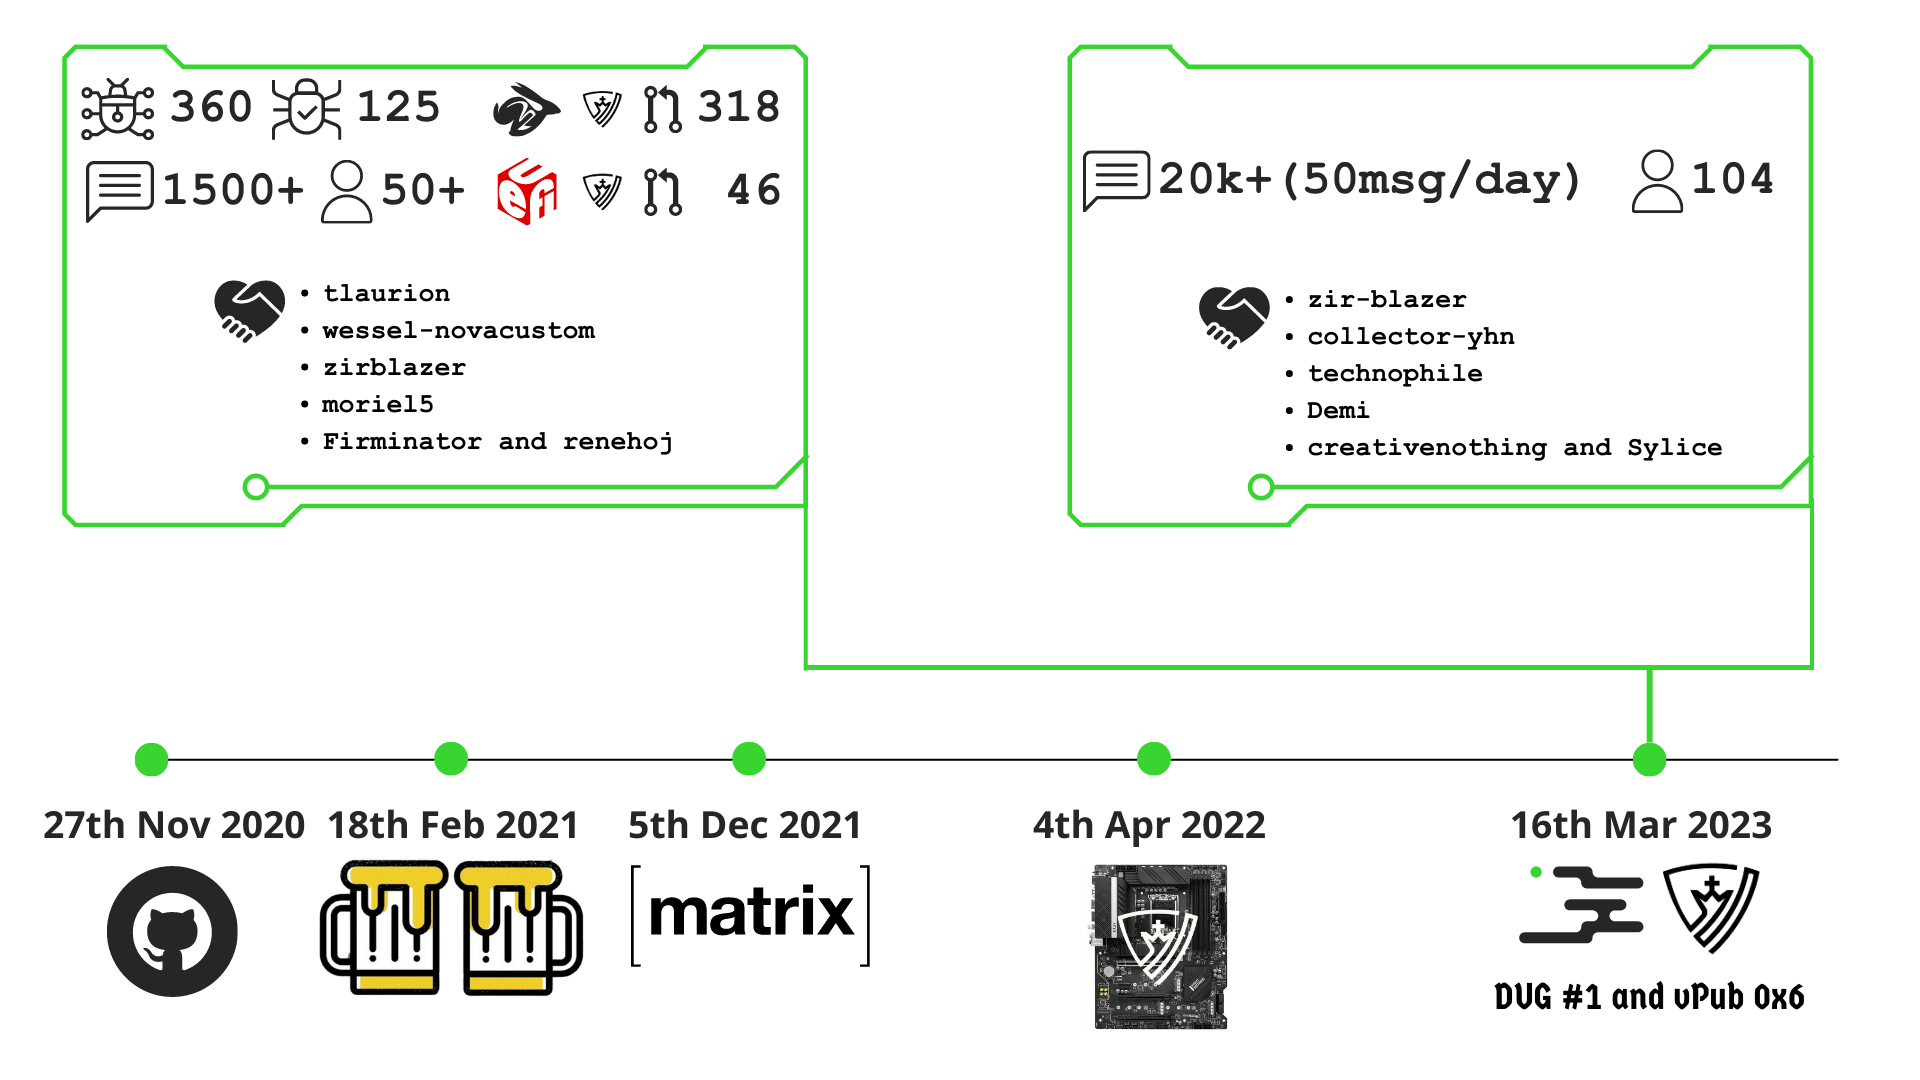 360 125 318
1500+ 50+ uefi 46
• tlaurion
• wessel-novacustom
• zirblazer
• moriel5
• Firminator and renehoj
20k+(50msg/day) 104
• zir-blazer
• collector-yhn
• technophile
• Demi
• creativenothing and Sylice
27th Nov 2020 18th Feb 2021 5th Dec 2021 4th Apr 2022 16th Mar 2023
[matrix]
DUG #1 and vPub 0x6